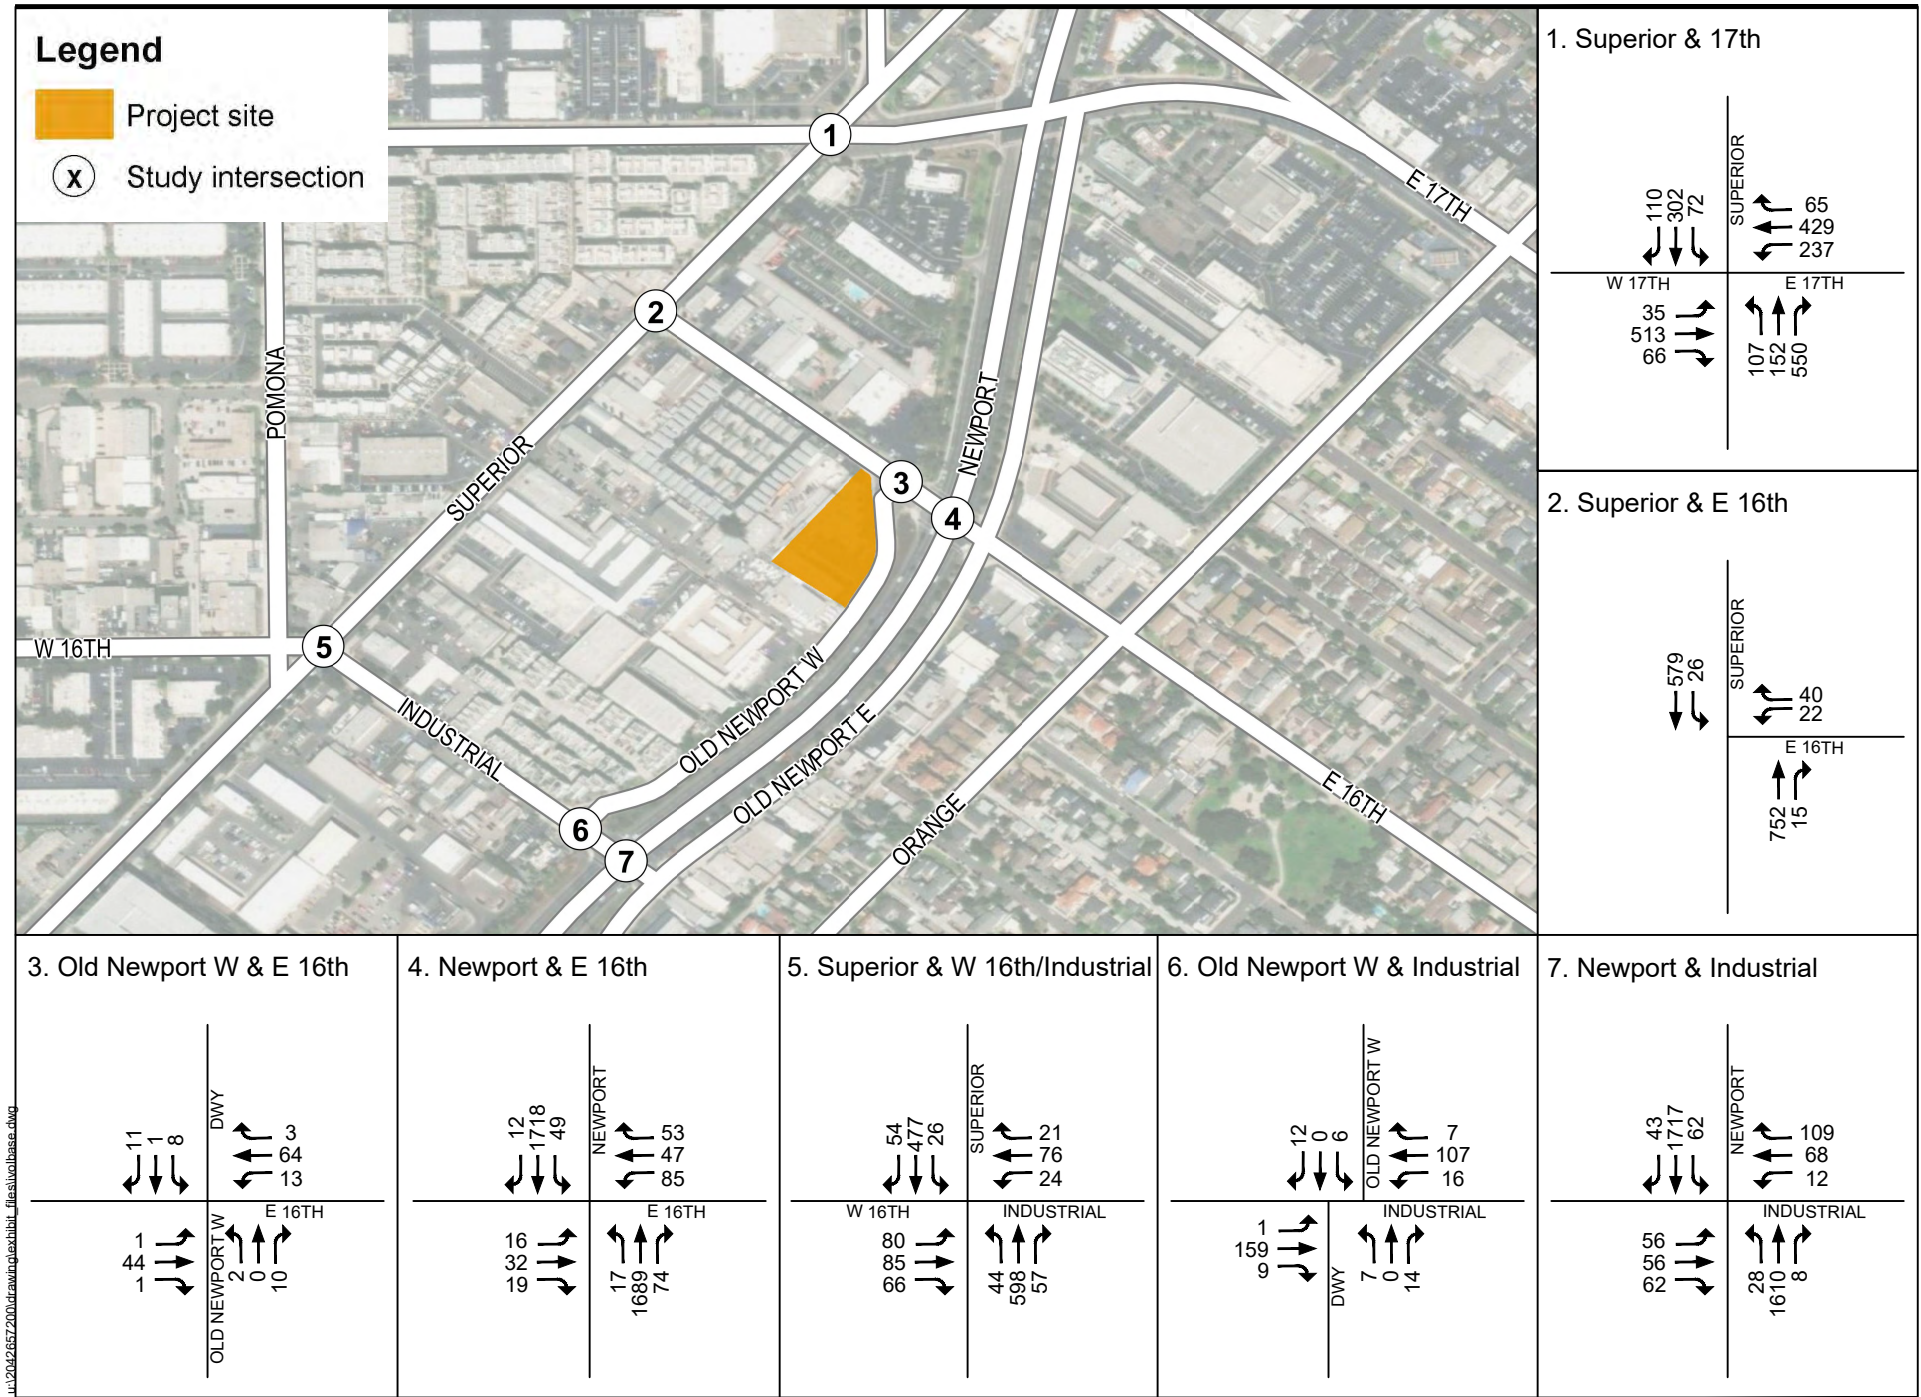 Legend
Project site
X Study intersection
1
2
3
4
5
6
7
E 17TH
NEWPORT
POMONA
SUPERIOR
W 16TH
INDUSTRIAL
OLD NEWPORT W
OLD NEWPORT E
ORANGE
E 16TH
1. Superior & 17th
SUPERIOR
110
302
72
65
429
237
W 17TH
E 17TH
35
513
66
107
152
550
2. Superior & E 16th
SUPERIOR
579
26
40
22
E 16TH
752
15
3. Old Newport W & E 16th
DWY
11
1
8
3
64
13
E 16TH
1
44
1
OLD NEWPORT W
2
0
10
4. Newport & E 16th
NEWPORT
12
1718
49
53
47
85
E 16TH
16
32
19
17
1689
74
5. Superior & W 16th/Industrial
SUPERIOR
54
477
26
21
76
24
W 16TH
INDUSTRIAL
80
85
66
44
598
57
6. Old Newport W & Industrial
OLD NEWPORT W
12
0
6
7
107
16
INDUSTRIAL
1
159
9
DWY
7
0
14
7. Newport & Industrial
NEWPORT
43
1717
62
109
68
12
INDUSTRIAL
56
56
62
28
1610
8
u:\2042657200\drawing\exhibit_files\ivolbase.dwg